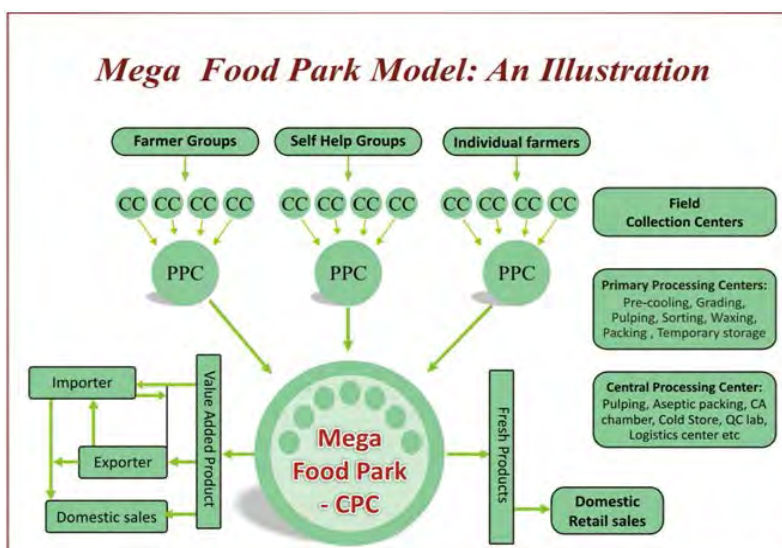 Mega Food Park Model: An Illustration
Farmer Groups
Self Help Groups
Individual farmers
CC CC CC CC
CC CC CC CC
CC CC CC CC
Field
Collection Centers
PPC
PPC
PPC
Primary Processing Centers:
Pre-cooling, Grading,
Pulping, Sorting, Waxing,
Packing , Temporary storage
Central Processing Center:
Pulping, Aseptic packing, CA
chamber, Cold Store, QC lab,
Logistics center etc
Importer
Exporter
Domestic sales
Value Added Product
Mega
Food Park
- CPC
Fresh Products
Domestic
Retail sales